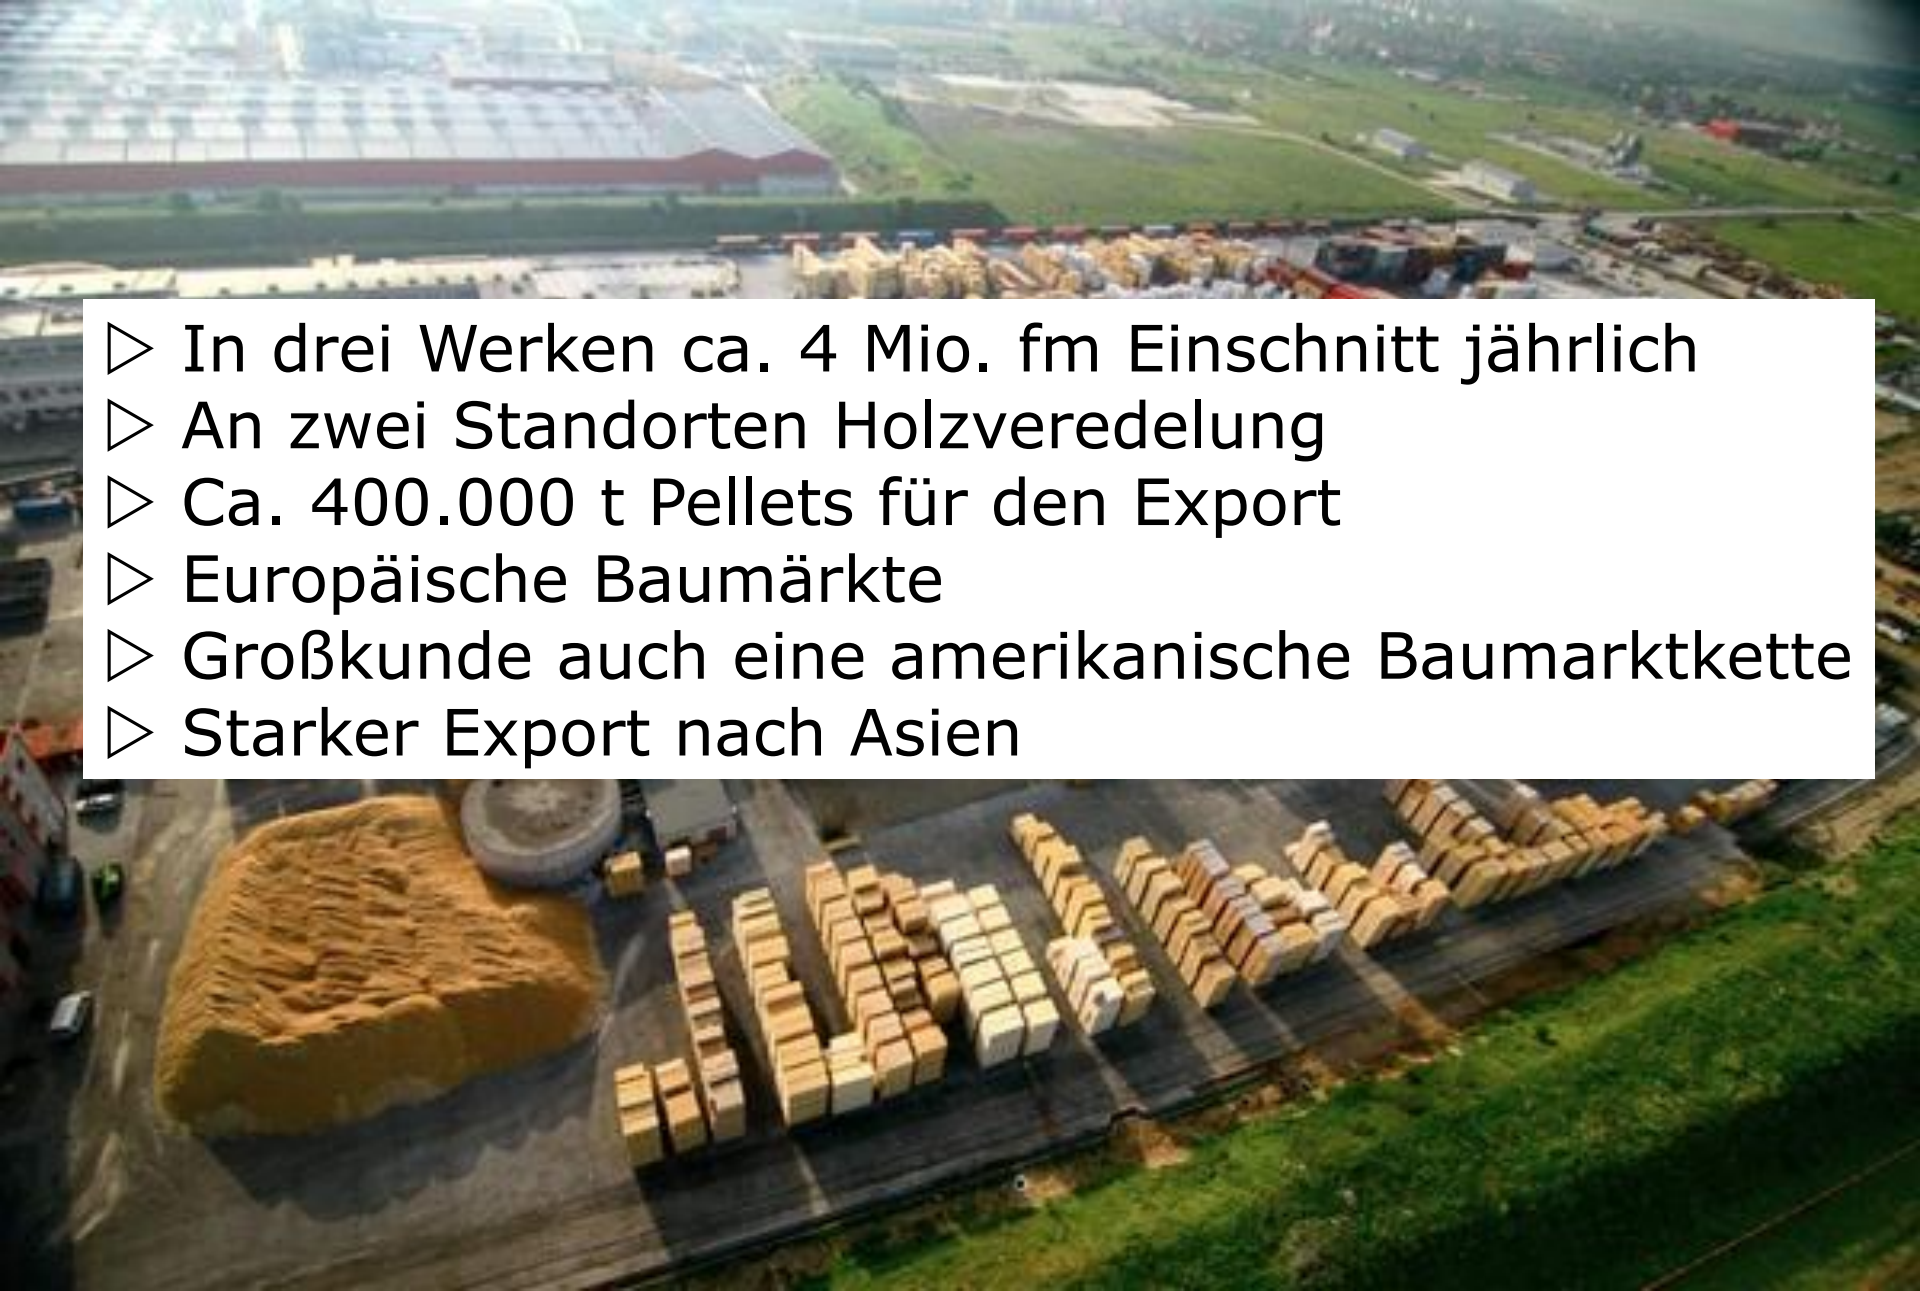 ▷ In drei Werken ca. 4 Mio. fm Einschnitt jährlich
▷ An zwei Standorten Holzveredelung
▷ Ca. 400.000 t Pellets für den Export
▷ Europäische Baumärkte
▷ Großkunde auch eine amerikanische Baumarktkette
▷ Starker Export nach Asien